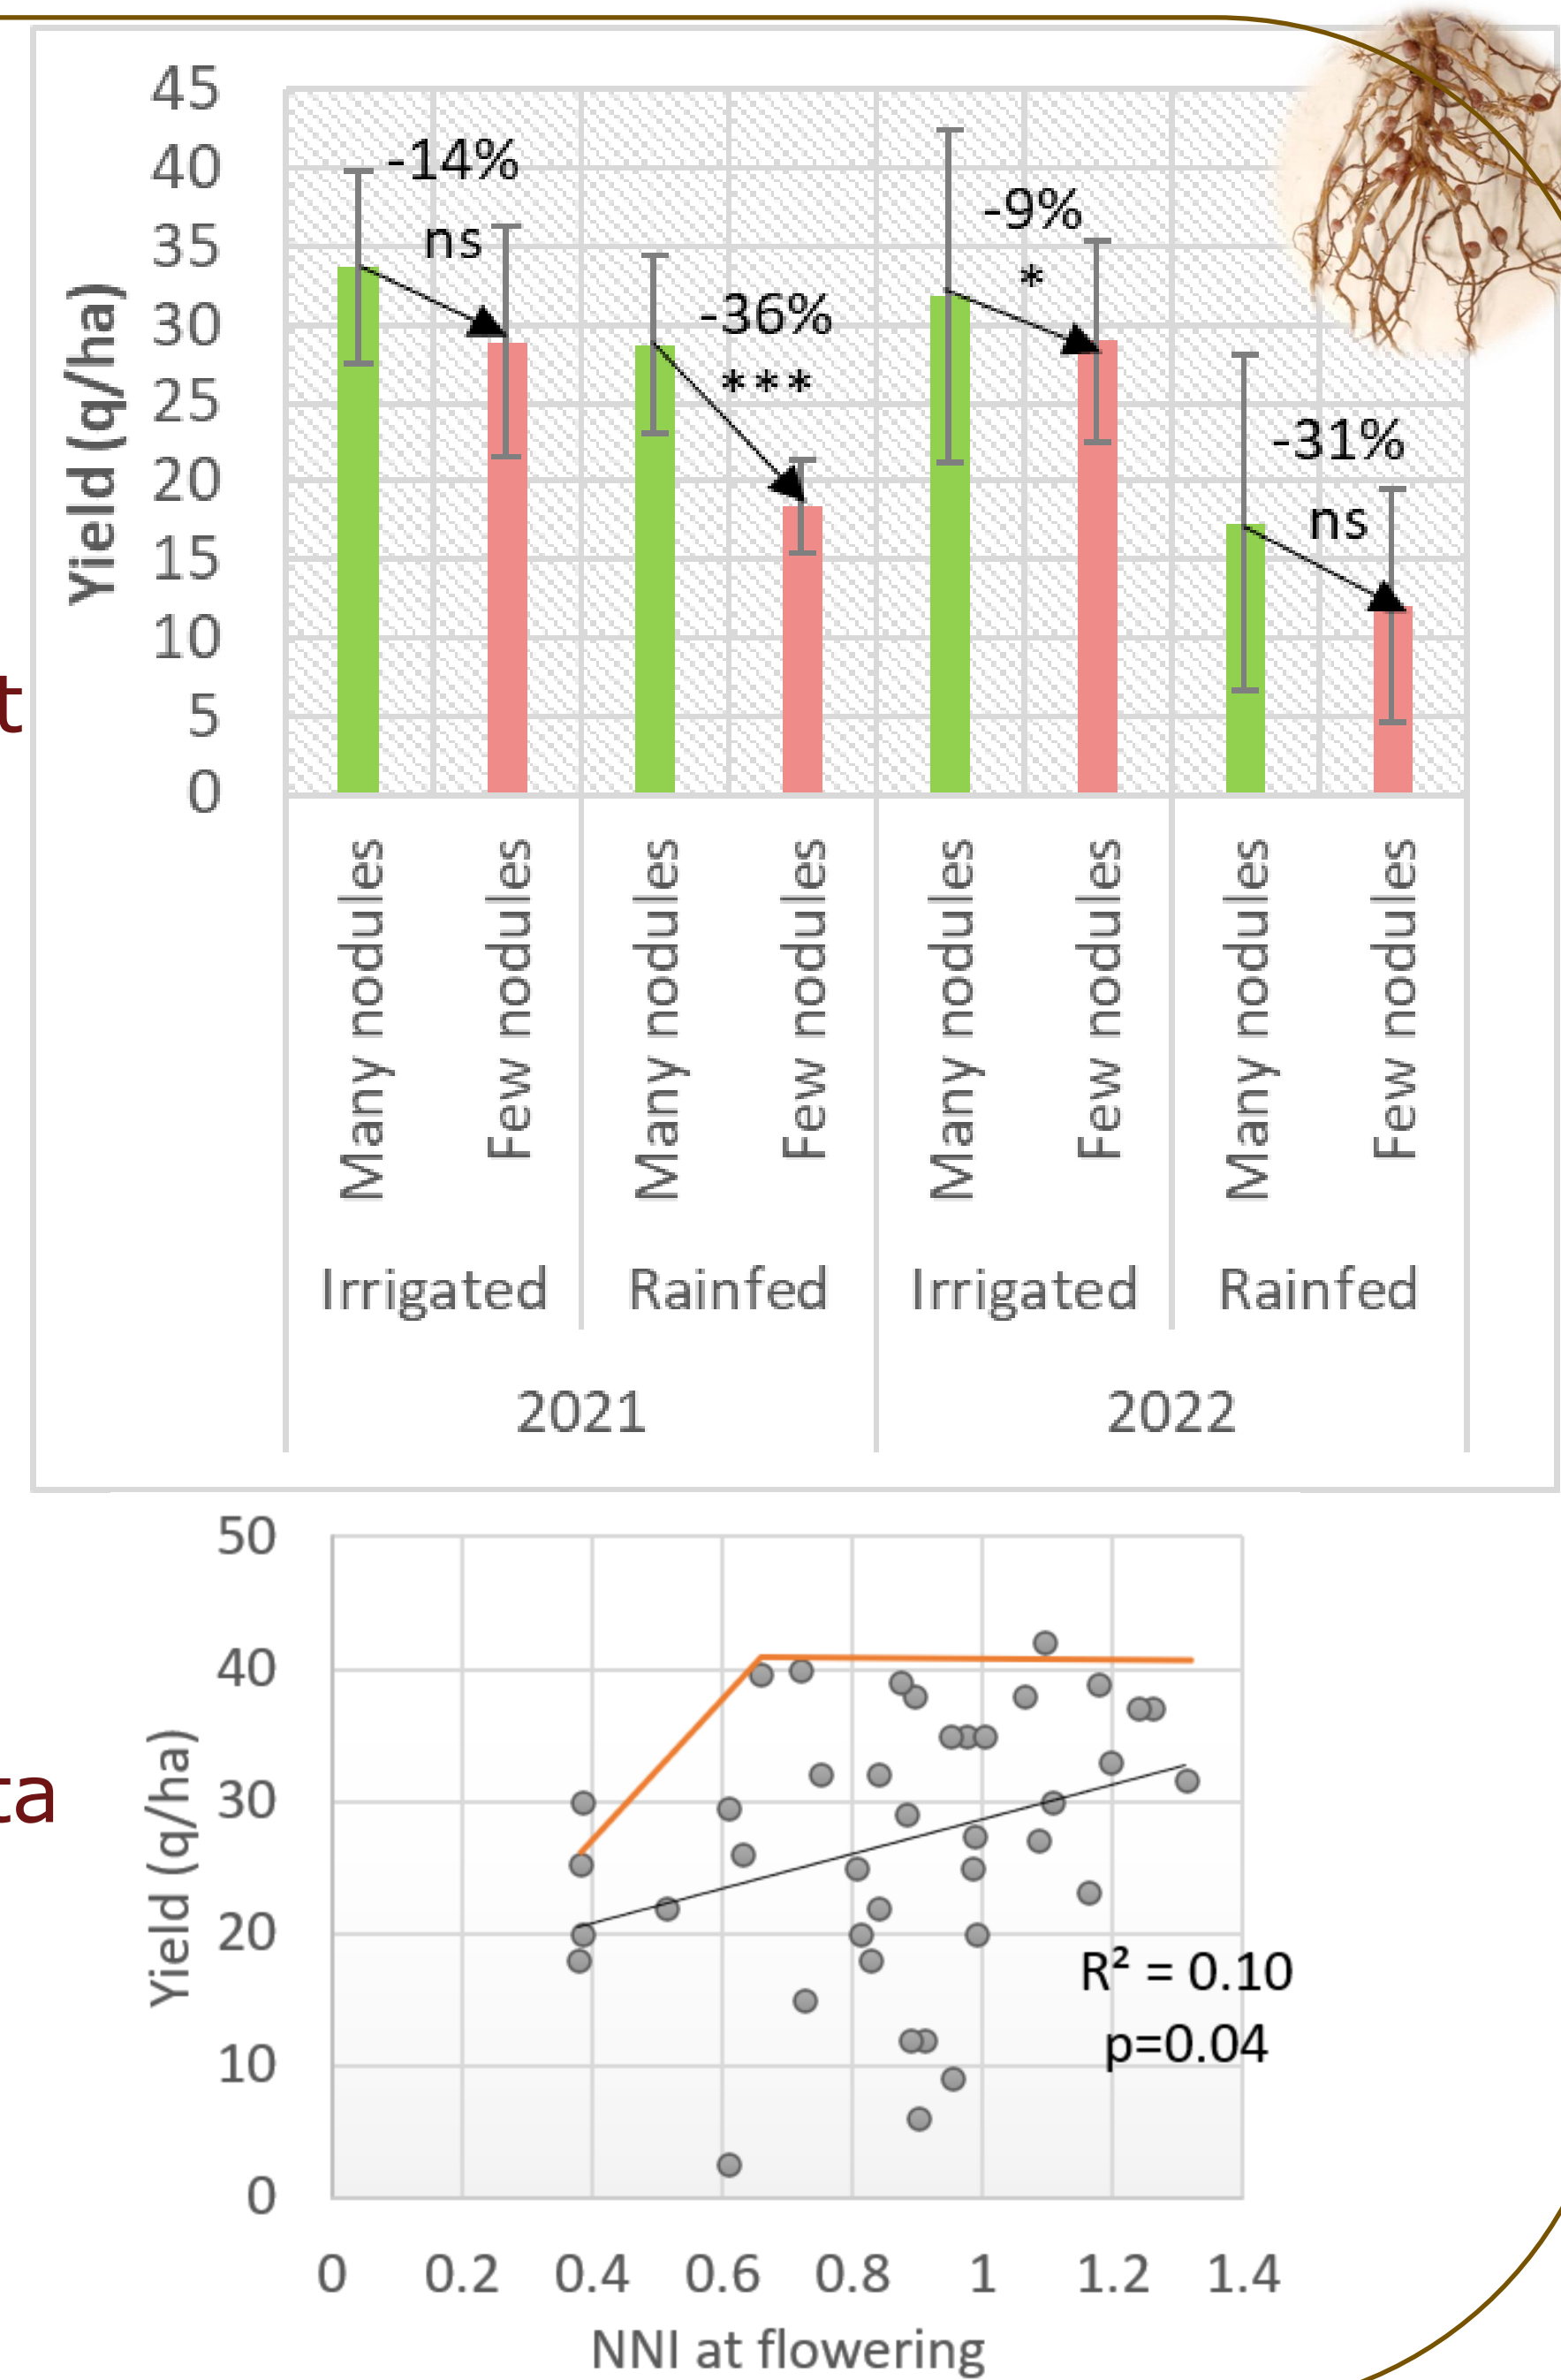 45
40
35
30
25
20
15
10
5
0
Yield (q/ha)
-14%
ns
-36%
***
-9%
*
-31%
ns
Many nodules
Few nodules
Many nodules
Few nodules
Many nodules
Few nodules
Many nodules
Few nodules
Irrigated
Rainfed
Irrigated
Rainfed
2021
2022
t
50
40
30
20
10
0
Yield (q/ha)
ta
R² = 0.10
p=0.04
0 0.2 0.4 0.6 0.8 1 1.2 1.4
NNI at flowering